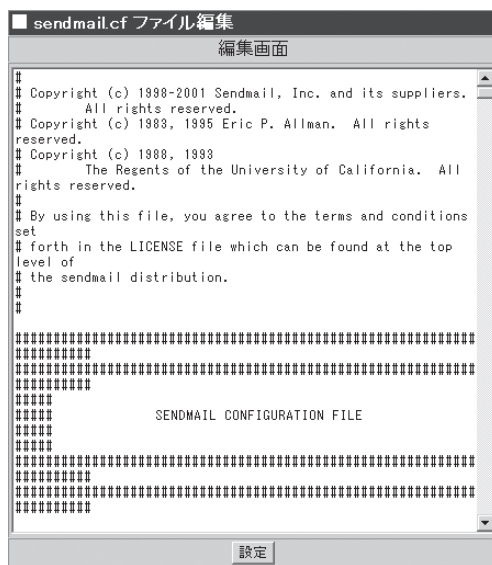 ■ sendmail.cf ファイル編集
編集画面
#
# Copyright (c) 1998-2001 Sendmail, Inc. and its suppliers.
#       All rights reserved.
# Copyright (c) 1983, 1995 Eric P. Allman.  All rights
reserved.
# Copyright (c) 1988, 1993
#       The Regents of the University of California.  All
rights reserved.
#
# By using this file, you agree to the terms and conditions
set
# forth in the LICENSE file which can be found at the top
level of
# the sendmail distribution.
#
#
############################################################
##########
############################################################
##########
#####
#####           SENDMAIL CONFIGURATION FILE
#####
#####
############################################################
##########
############################################################
##########
設定